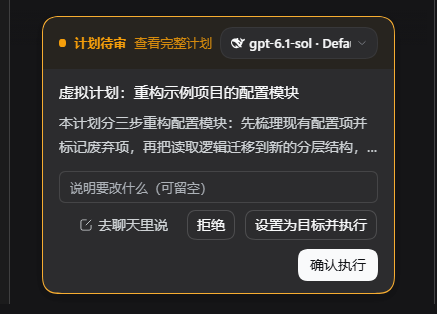 计划待审 查看完整计划 gpt-6.1-sol · Defau
虚拟计划：重构示例项目的配置模块
本计划分三步重构配置模块：先梳理现有配置项并
标记废弃项，再把读取逻辑迁移到新的分层结构，...
说明要改什么（可留空）
去聊天里说 拒绝 设置为目标并执行
确认执行